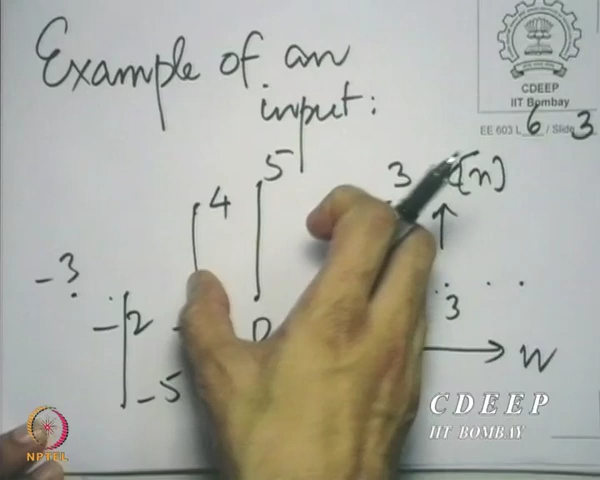 Example of an
input:
CDEEP
IIT Bombay
EE 603 L 6 / Slide 3
5
4
3
[n]
-3
-2
0
3
n
-5
CDEEP
IIT BOMBAY
NPTEL